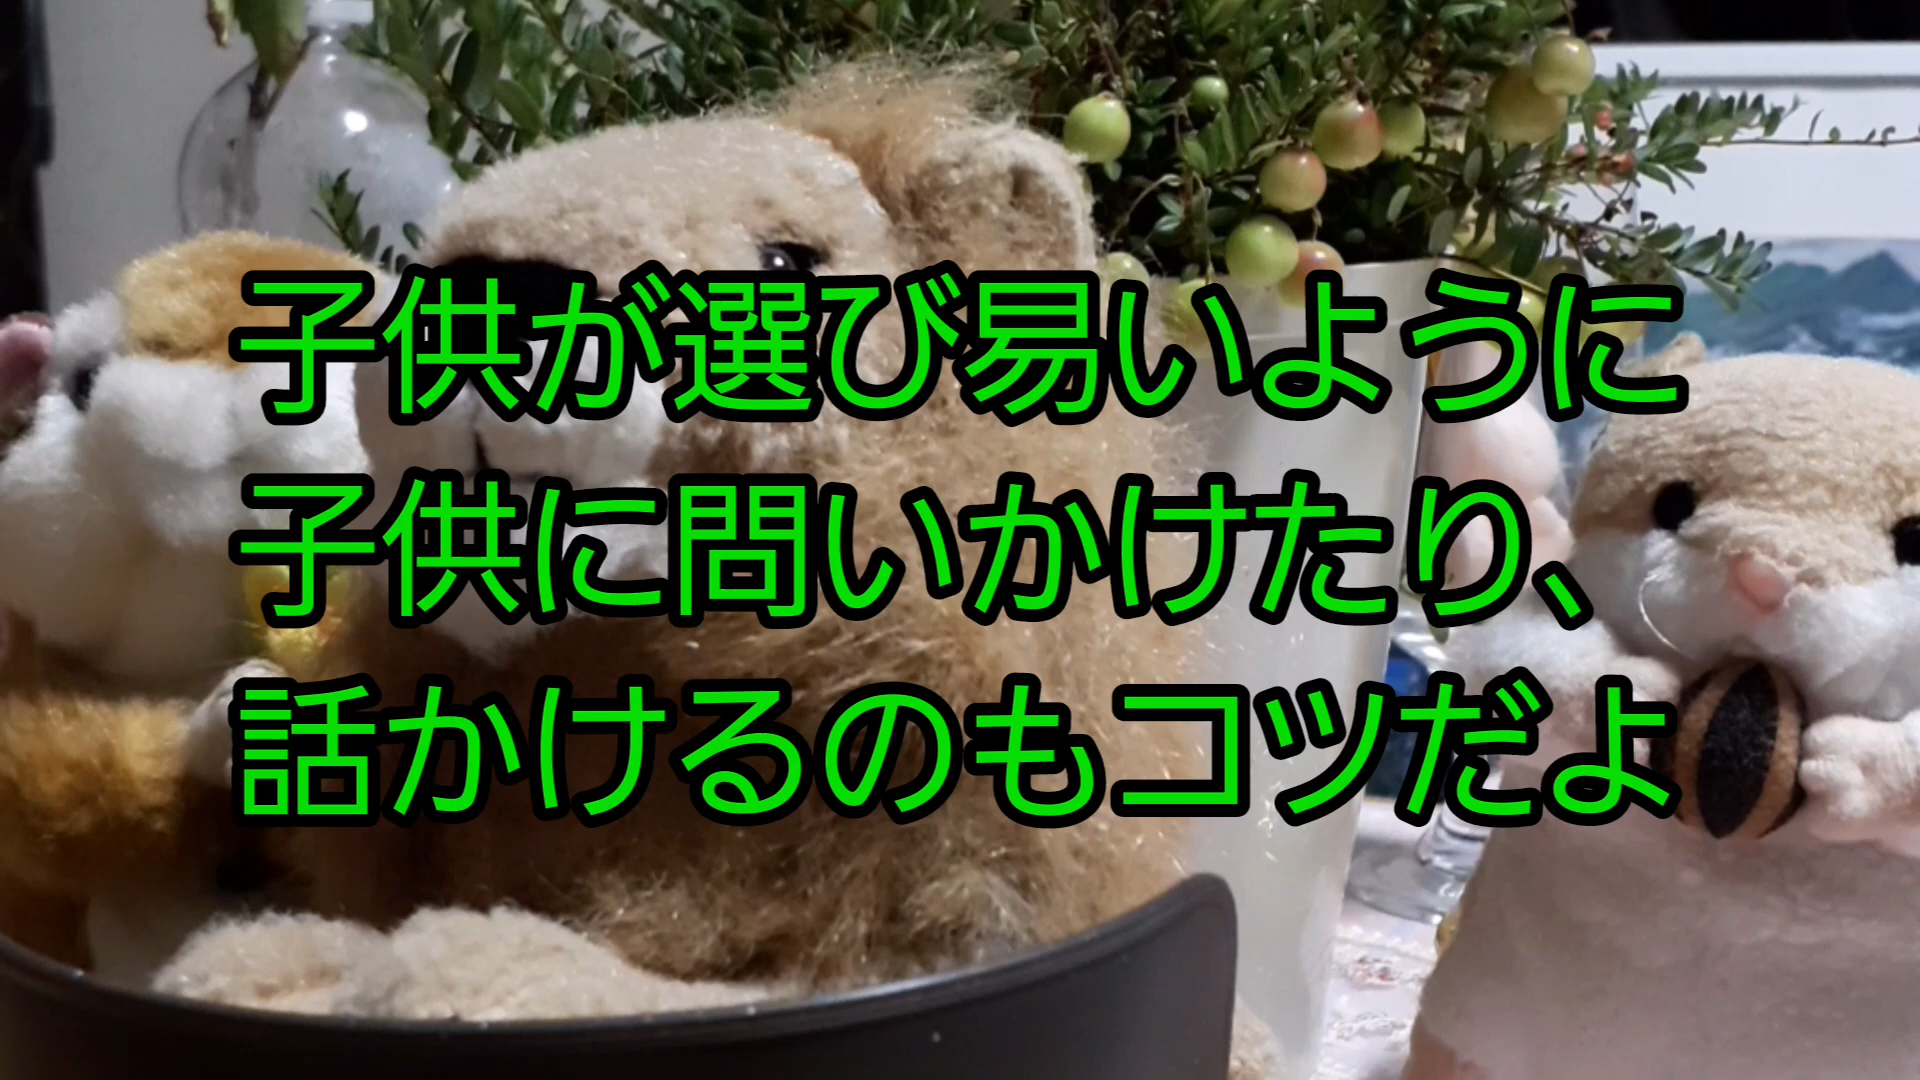 子供が選び易いように
子供に問いかけたり、
話かけるのもコツだよ